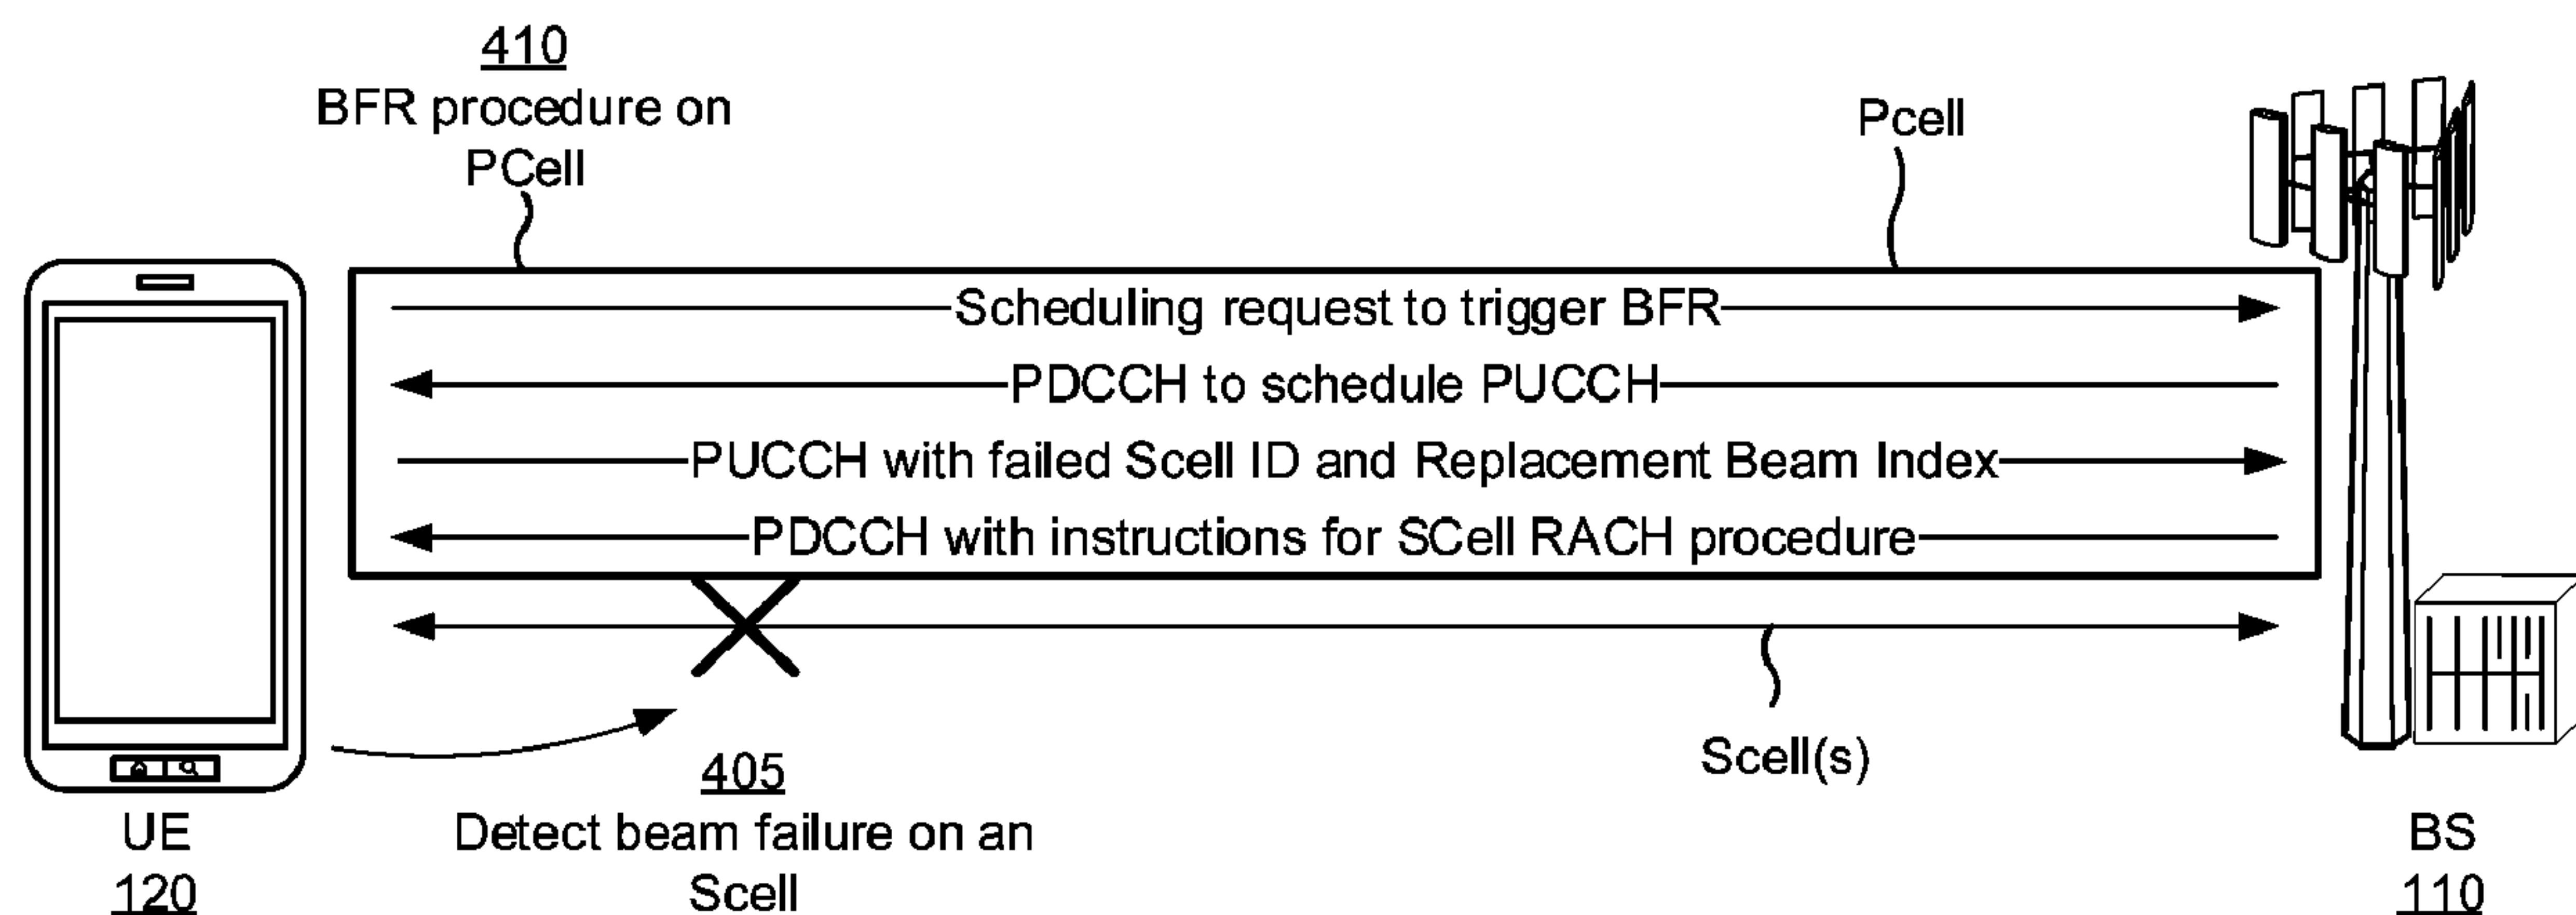 410
BFR procedure on
PCell
Pcell
Scheduling request to trigger BFR
PDCCH to schedule PUCCH
PUCCH with failed Scell ID and Replacement Beam Index
PDCCH with instructions for SCell RACH procedure
Scell(s)
405
Detect beam failure on an
Scell
UE
120
BS
110